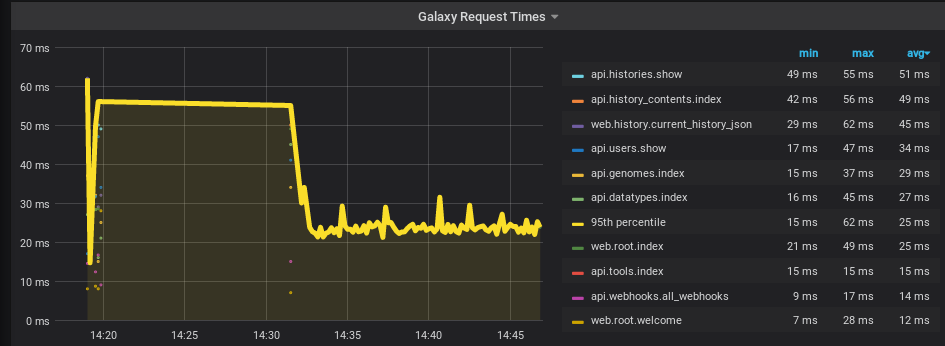 Galaxy Request Times
70 ms
60 ms
50 ms
40 ms
30 ms
20 ms
10 ms
0 ms
14:20 14:25 14:30 14:35 14:40 14:45
min max avg
api.histories.show 49 ms 55 ms 51 ms
api.history_contents.index 42 ms 56 ms 49 ms
web.history.current_history_json 29 ms 62 ms 45 ms
api.users.show 17 ms 47 ms 34 ms
api.genomes.index 15 ms 37 ms 29 ms
api.datatypes.index 16 ms 45 ms 27 ms
95th percentile 15 ms 62 ms 25 ms
web.root.index 21 ms 49 ms 25 ms
api.tools.index 15 ms 15 ms 15 ms
api.webhooks.all_webhooks 9 ms 17 ms 14 ms
web.root.welcome 7 ms 28 ms 12 ms